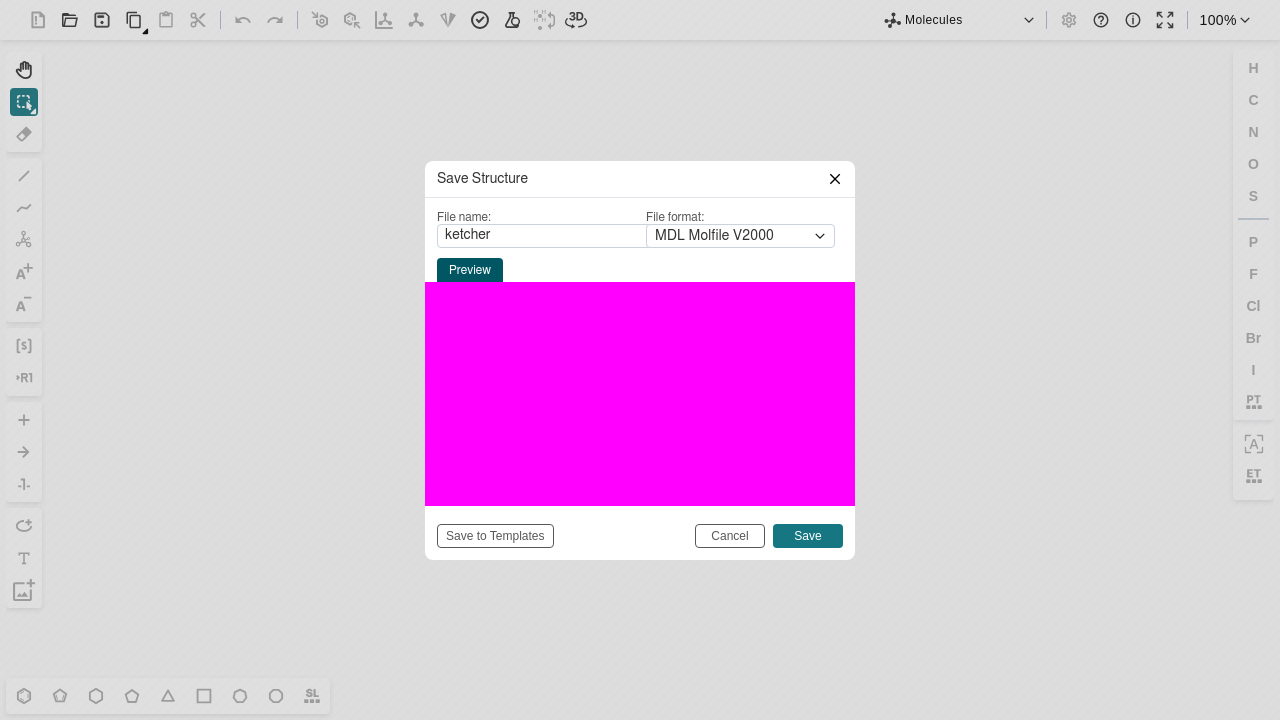 3D
Molecules
100%
H
C
N
O
S
P
F
Cl
Br
I
PT
A
ET
A
A
[S]
R1
T
SL
Save Structure
File name:
File format:
ketcher
MDL Molfile V2000
Preview
Save to Templates
Cancel
Save